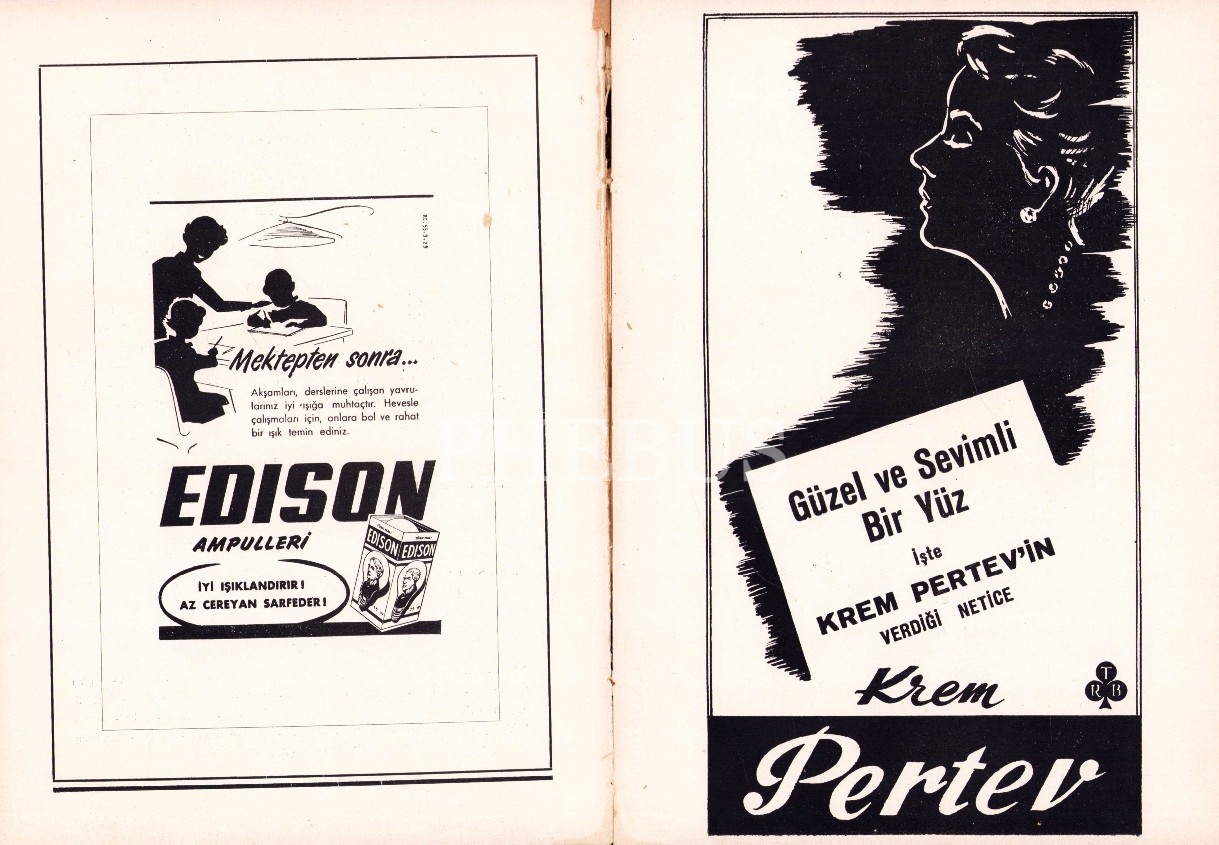 Mektepten sonra...
Akşamları, derslerine çalışan yavru-
larınız iyi ışığa muhtaçtır. Hevesle
çalışmaları için, onlara bol ve rahat
bir ışık temin ediniz.
EDISON
AMPULLERİ
EDISON EDISON
İYİ IŞIKLANDIRIR!
AZ CEREYAN SARFEDER!
PHEBUS
Güzel ve Sevimli
Bir Yüz
İşte
KREM PERTEV'İN
VERDİĞİ NETİCE
Krem
T
R B
Pertev